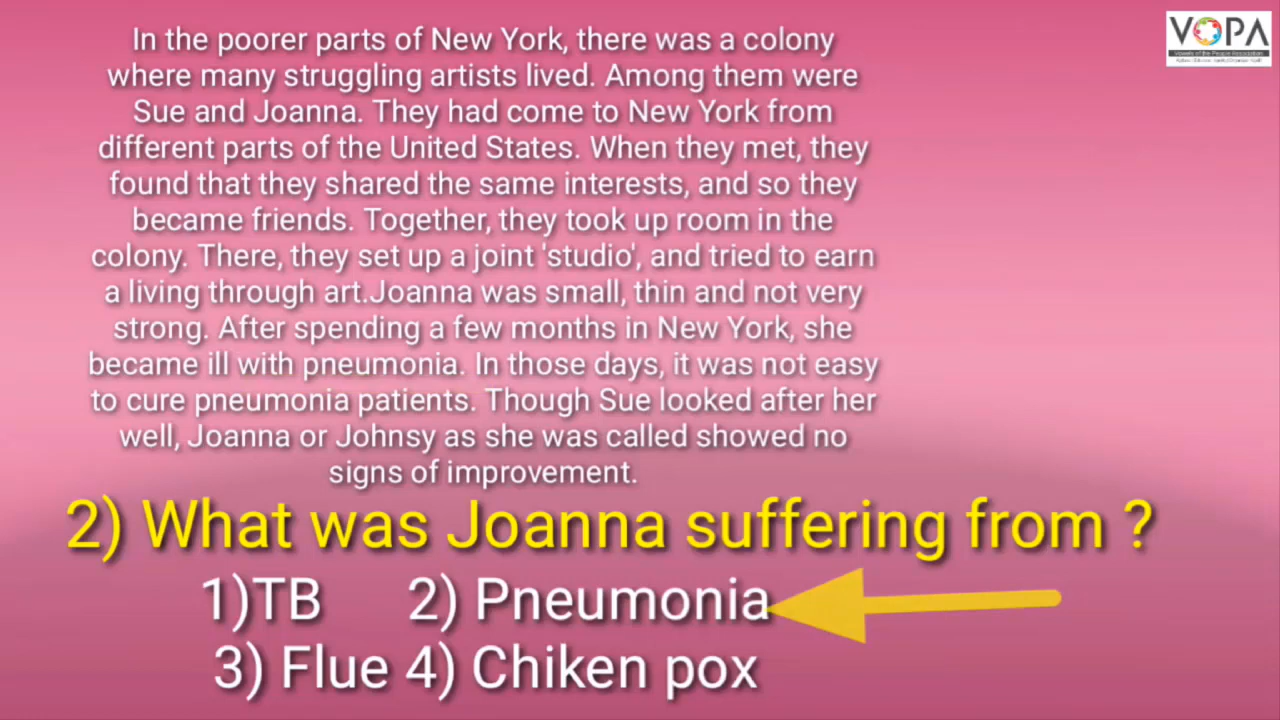 VOPA
In the poorer parts of New York, there was a colony
where many struggling artists lived. Among them were
Sue and Joanna. They had come to New York from
different parts of the United States. When they met, they
found that they shared the same interests, and so they
became friends. Together, they took up room in the
colony. There, they set up a joint 'studio', and tried to earn
a living through art.Joanna was small, thin and not very
strong. After spending a few months in New York, she
became ill with pneumonia. In those days, it was not easy
to cure pneumonia patients. Though Sue looked after her
well, Joanna or Johnsy as she was called showed no
signs of improvement.
2) What was Joanna suffering from ?
1)TB 2) Pneumonia
3) Flue 4) Chiken pox